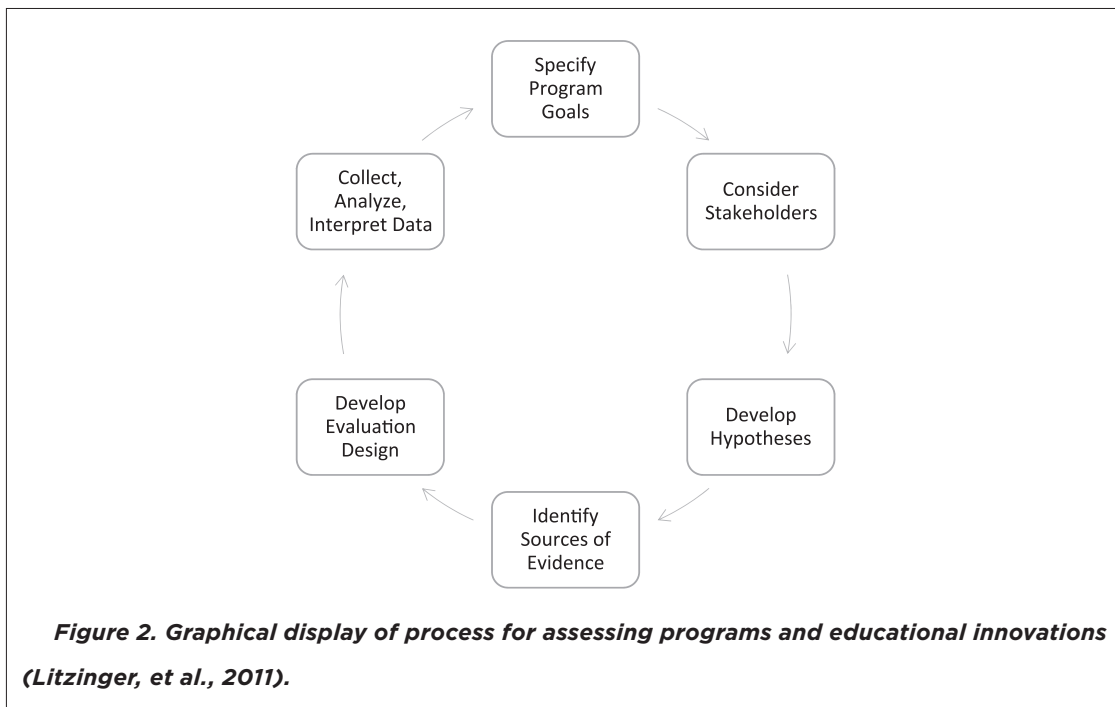 Specify
Program
Goals
Consider
Stakeholders
Develop
Hypotheses
Identify
Sources of
Evidence
Develop
Evaluation
Design
Collect,
Analyze,
Interpret Data
Figure 2. Graphical display of process for assessing programs and educational innovations
(Litzinger, et al., 2011).